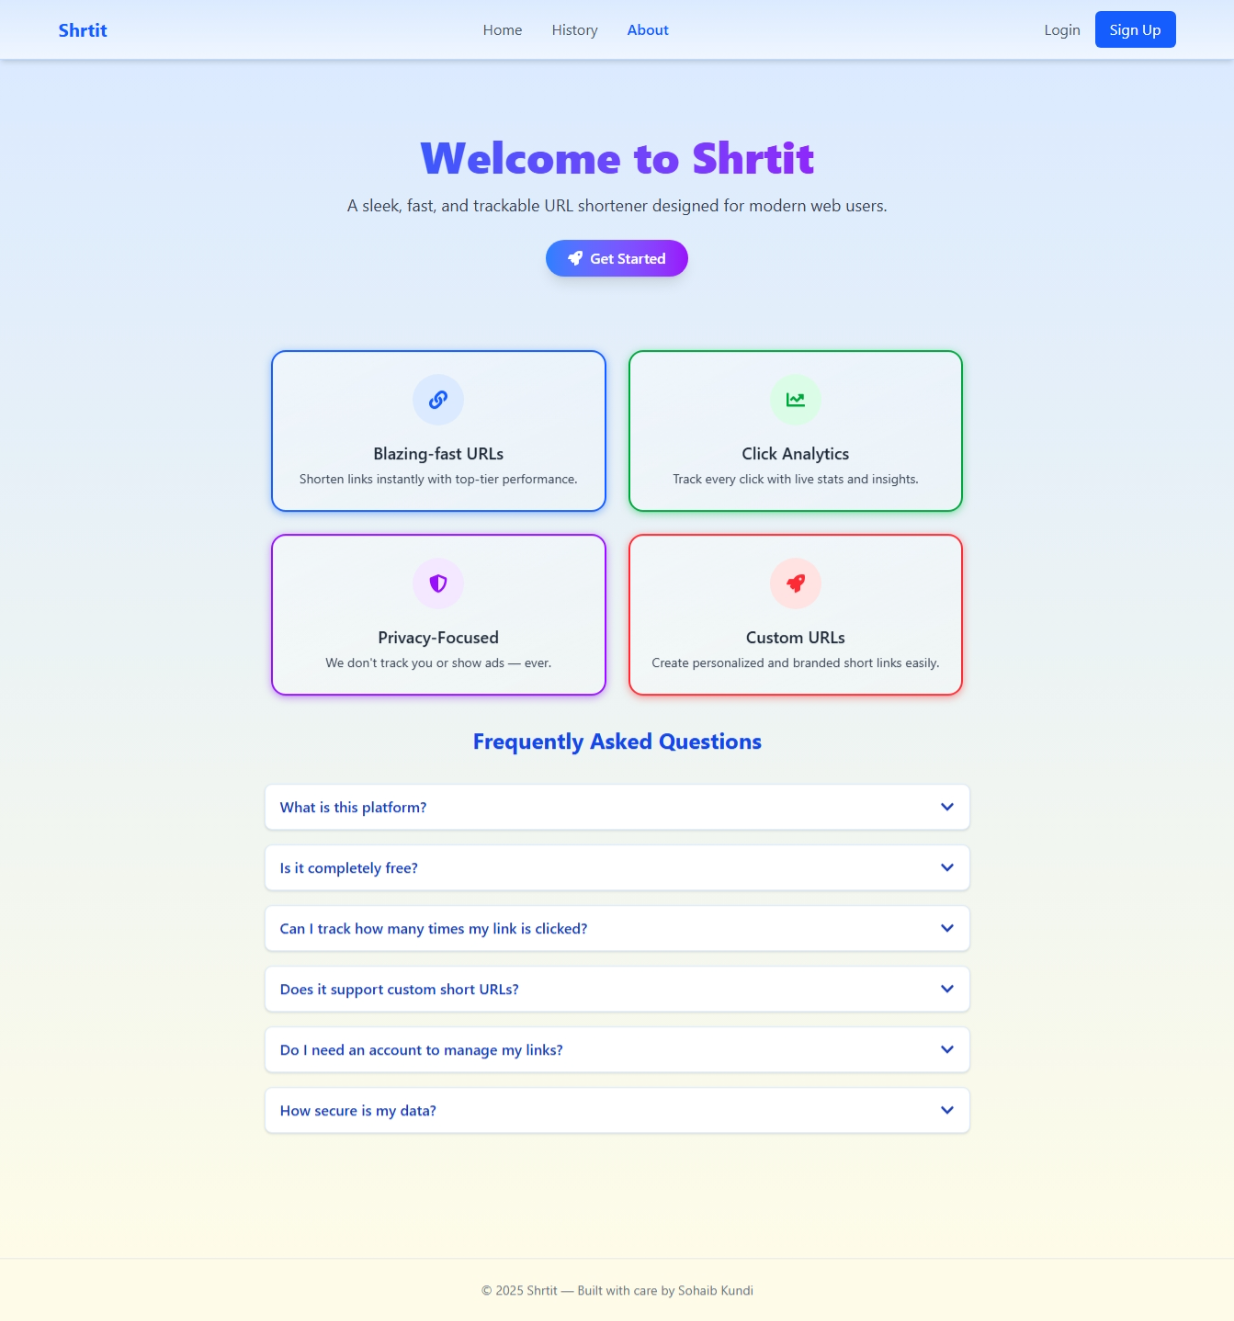 Shrtit
Home
History
About
Login
Sign Up
Welcome to Shrtit
A sleek, fast, and trackable URL shortener designed for modern web users.
Get Started
Blazing-fast URLs
Shorten links instantly with top-tier performance.
Click Analytics
Track every click with live stats and insights.
Privacy-Focused
We don't track you or show ads — ever.
Custom URLs
Create personalized and branded short links easily.
Frequently Asked Questions
What is this platform?
Is it completely free?
Can I track how many times my link is clicked?
Does it support custom short URLs?
Do I need an account to manage my links?
How secure is my data?
© 2025 Shrtit — Built with care by Sohaib Kundi